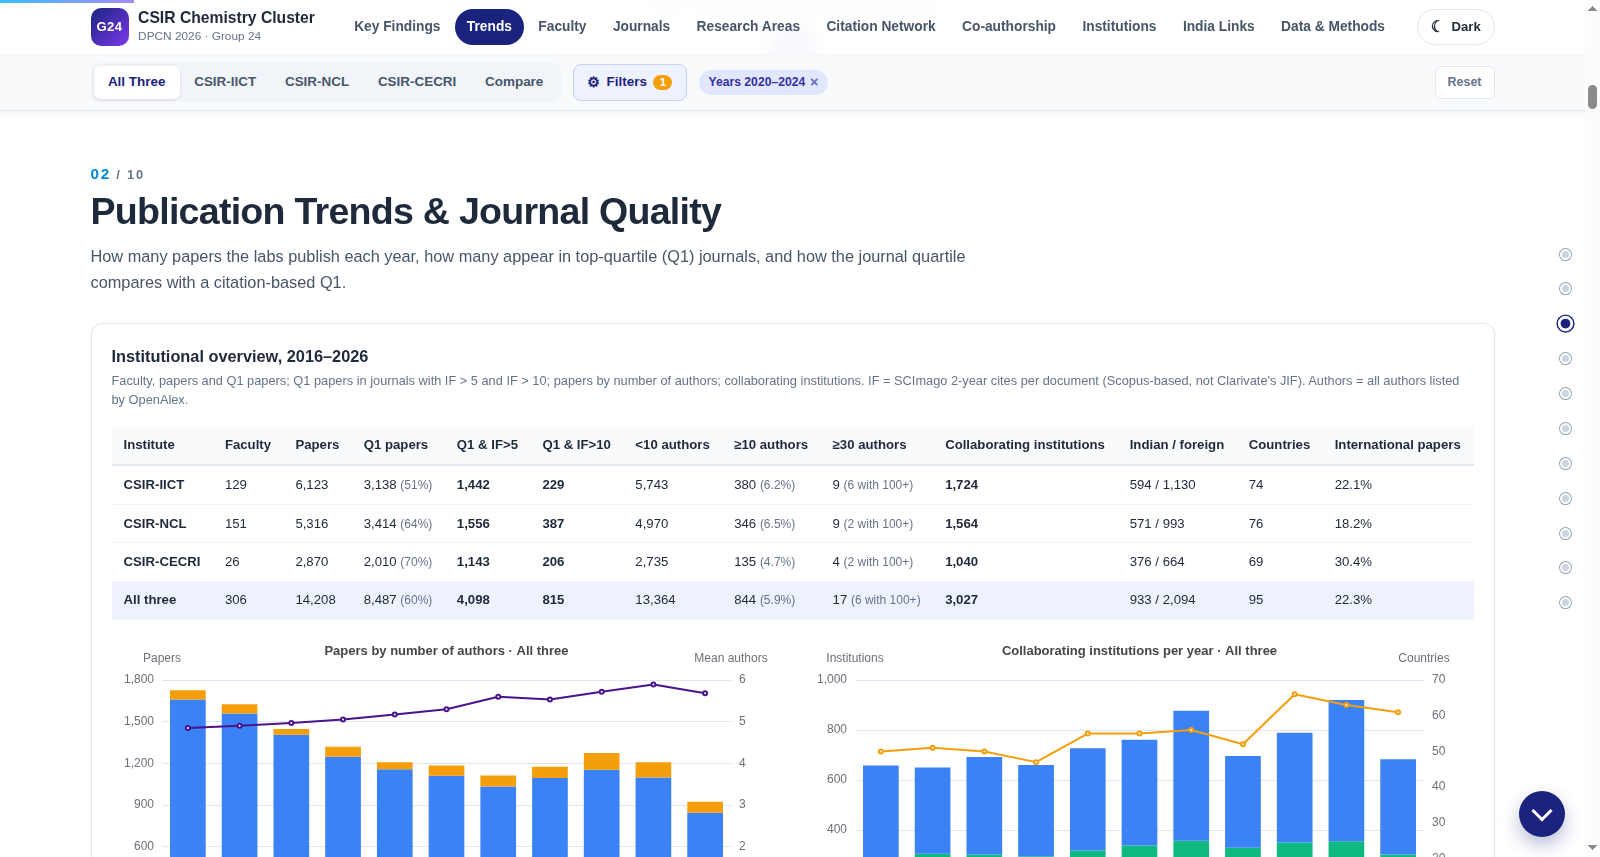 G24
CSIR Chemistry Cluster
DPCN 2026 · Group 24
Key Findings
Trends
Faculty
Journals
Research Areas
Citation Network
Co-authorship
Institutions
India Links
Data & Methods
☾ Dark
All Three
CSIR-IICT
CSIR-NCL
CSIR-CECRI
Compare
⚙ Filters 1
Years 2020–2024 ×
Reset
02 / 10
Publication Trends & Journal Quality
How many papers the labs publish each year, how many appear in top-quartile (Q1) journals, and how the journal quartile
compares with a citation-based Q1.
Institutional overview, 2016–2026
Faculty, papers and Q1 papers; Q1 papers in journals with IF > 5 and IF > 10; papers by number of authors; collaborating institutions. IF = SCImago 2-year cites per document (Scopus-based, not Clarivate's JIF). Authors = all authors listed
by OpenAlex.
Institute Faculty Papers Q1 papers Q1 & IF>5 Q1 & IF>10 <10 authors ≥10 authors ≥30 authors Collaborating institutions Indian / foreign Countries International papers
CSIR-IICT 129 6,123 3,138 (51%) 1,442 229 5,743 380 (6.2%) 9 (6 with 100+) 1,724 594 / 1,130 74 22.1%
CSIR-NCL 151 5,316 3,414 (64%) 1,556 387 4,970 346 (6.5%) 9 (2 with 100+) 1,564 571 / 993 76 18.2%
CSIR-CECRI 26 2,870 2,010 (70%) 1,143 206 2,735 135 (4.7%) 4 (2 with 100+) 1,040 376 / 664 69 30.4%
All three 306 14,208 8,487 (60%) 4,098 815 13,364 844 (5.9%) 17 (6 with 100+) 3,027 933 / 2,094 95 22.3%
Papers by number of authors · All three
Papers
Mean authors
1,800
1,500
1,200
900
600
6
5
4
3
2
Collaborating institutions per year · All three
Institutions
Countries
1,000
800
600
400
70
60
50
40
30